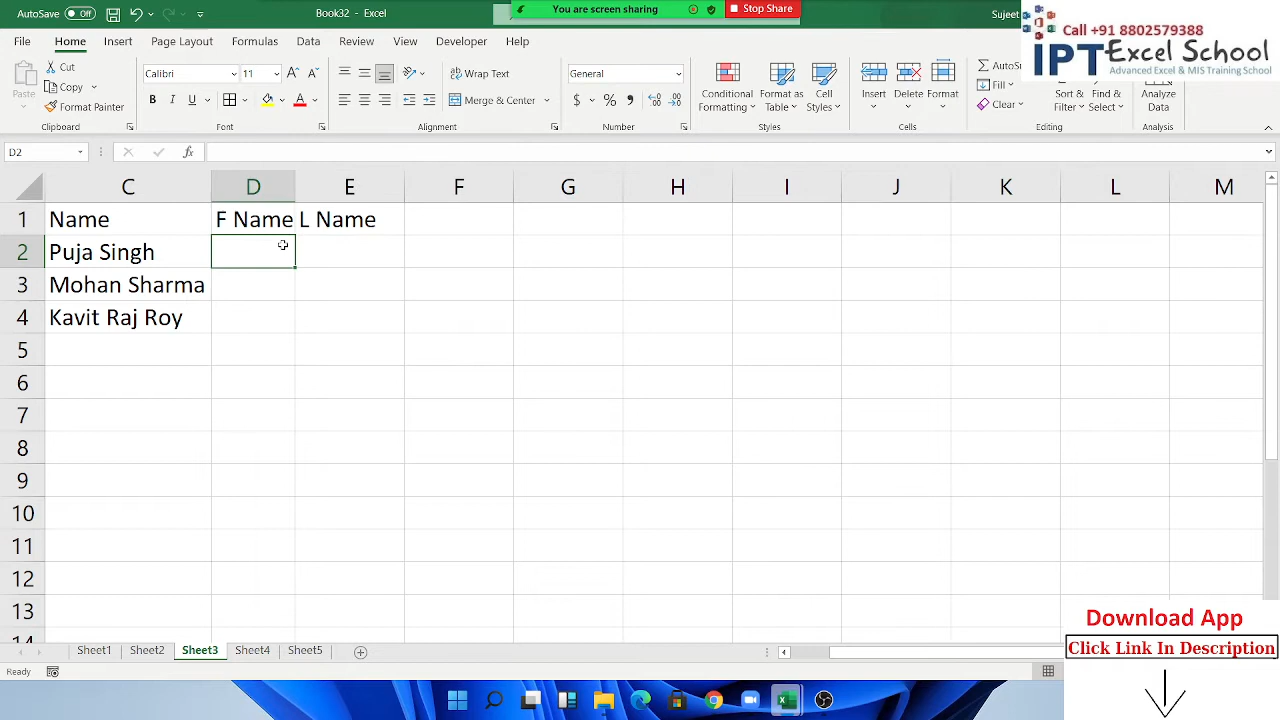 AutoSave Off Book32 - Excel You are screen sharing Stop Share Sujeet
Call +91 8802579388
IPT Excel School
Advanced Excel & MIS Training School
File Home Insert Page Layout Formulas Data Review View Developer Help
Paste Cut Copy Format Painter Clipboard
Calibri 11 B I U A Font
Wrap Text Merge & Center Alignment
General $ % , Number
Conditional Formatting Format as Table Cell Styles Styles
Insert Delete Format Cells
AutoS Fill Clear Sort & Filter Find & Select Editing
Analyze Data Analysis
D2 fx
C D E F G H I J K L M
1 Name F Name L Name
2 Puja Singh
3 Mohan Sharma
4 Kavit Raj Roy
5
6
7
8
9
10
11
12
13
Download App
Click Link In Description
Sheet1 Sheet2 Sheet3 Sheet4 Sheet5
Ready